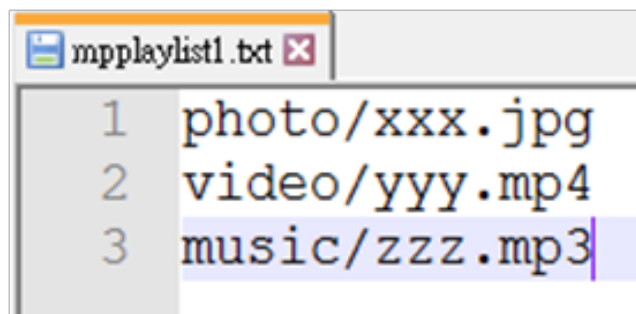 mpplaylist1.txt
1 photo/xxx.jpg
2 video/yyy.mp4
3 music/zzz.mp3